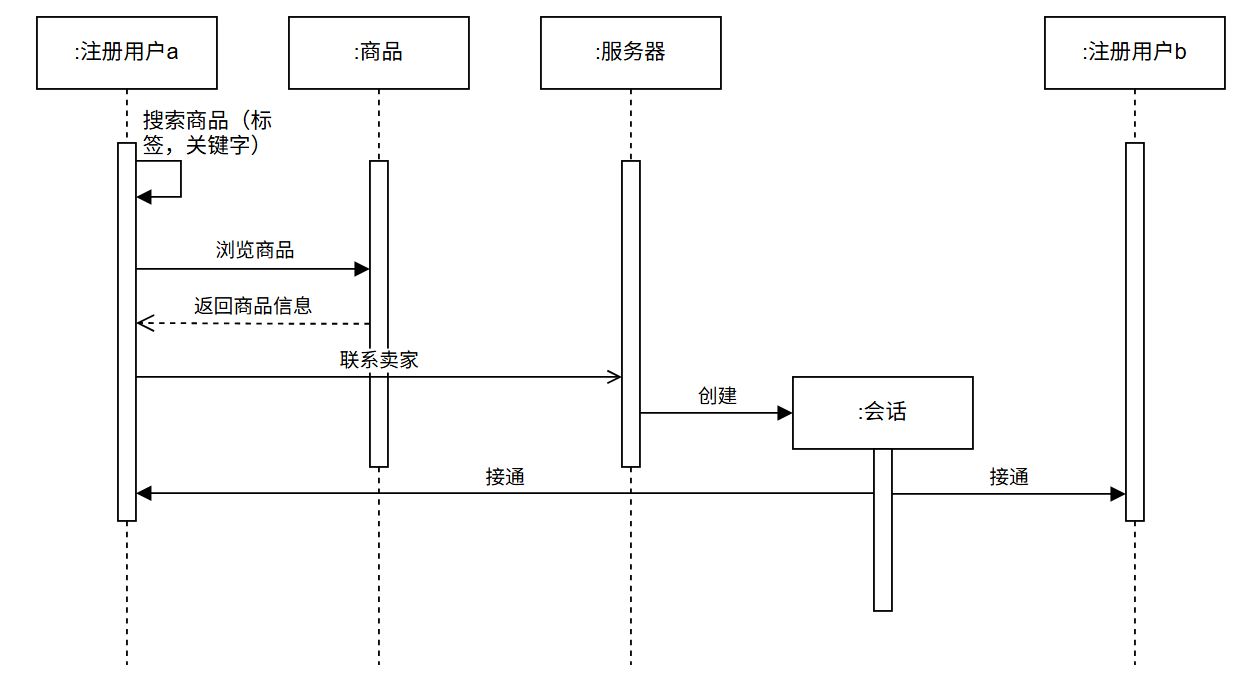 :注册用户a
:商品
:服务器
:注册用户b
搜索商品（标
签，关键字）
浏览商品
返回商品信息
联系卖家
创建
:会话
接通
接通